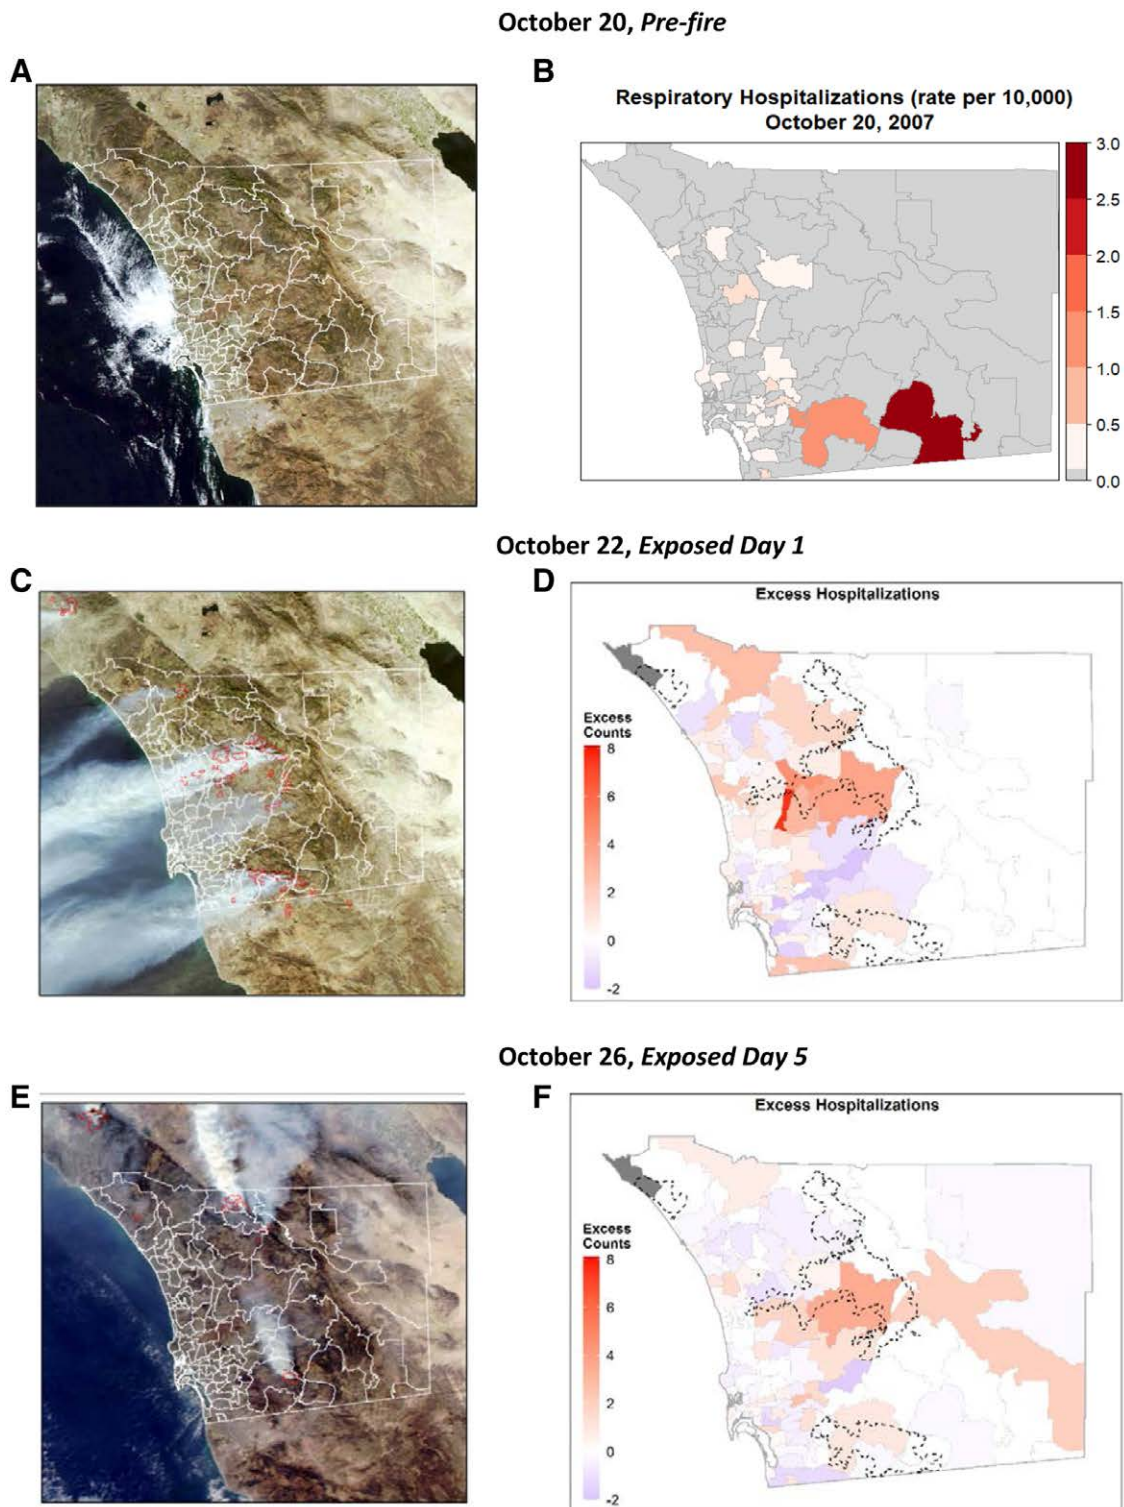 October 20, Pre-fire
A
B
Respiratory Hospitalizations (rate per 10,000)
October 20, 2007
3.0
2.5
2.0
1.5
1.0
0.5
0.0
October 22, Exposed Day 1
C
D
Excess Hospitalizations
Excess
Counts
8
6
4
2
0
-2
October 26, Exposed Day 5
E
F
Excess Hospitalizations
Excess
Counts
8
6
4
2
0
-2